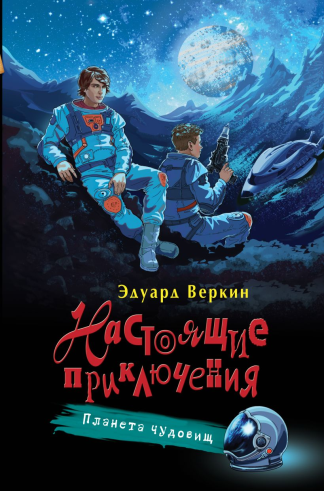 Эдуард Веркин
Настоящие
приключения
Планета чудовищ